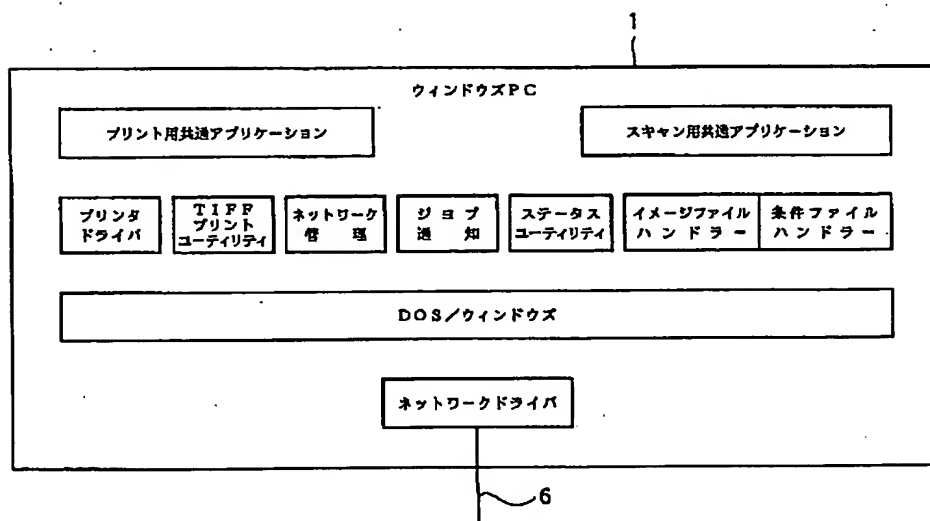 1
ウィンドウズPC
プリント用共通アプリケーション
スキャン用共通アプリケーション
プリンタ
ドライバ
TIFF
プリント
ユーティリティ
ネットワーク
管理
ジョブ
通知
ステータス
ユーティリティ
イメージファイル
ハンドラー
条件ファイル
ハンドラー
DOS/ウィンドウズ
ネットワークドライバ
6